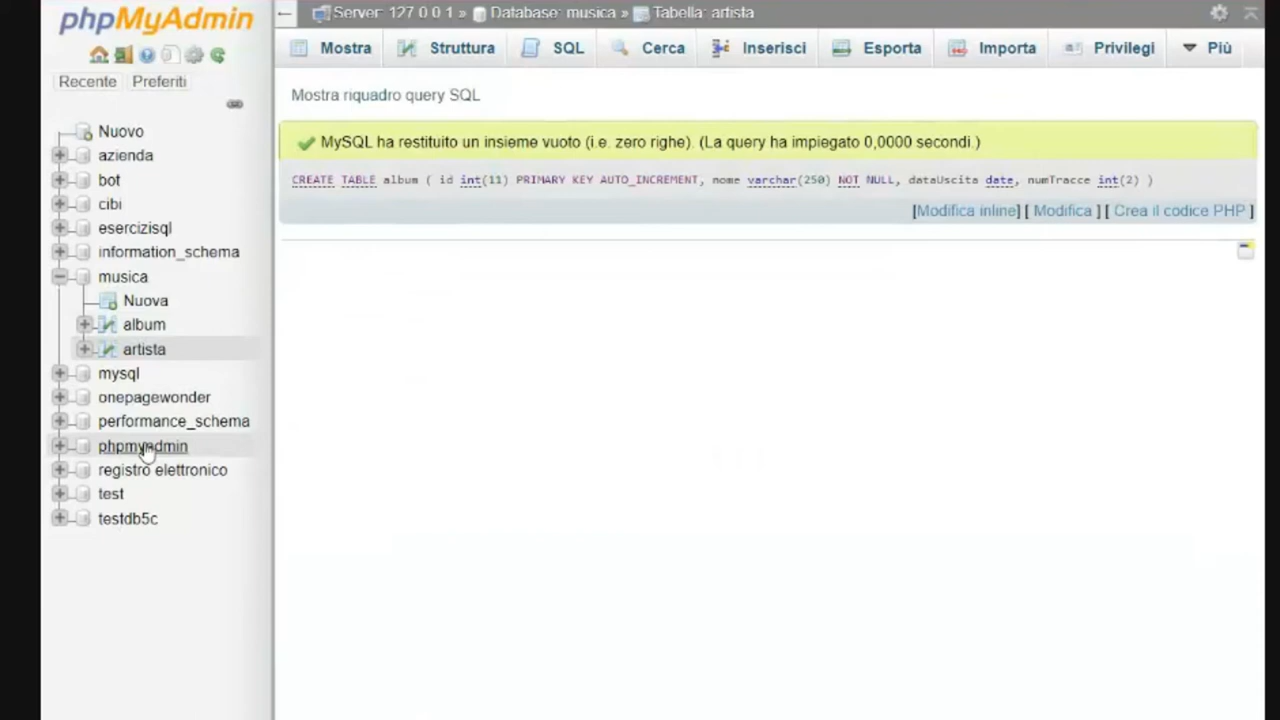 phpMyAdmin
Recente Preferiti
Nuovo
azienda
bot
cibi
esercizisql
information_schema
musica
Nuova
album
artista
mysql
onepagewonder
performance_schema
phpmyadmin
registro elettronico
test
testdb5c
Server: 127.0.0.1 » Database: musica » Tabella: artista
Mostra Struttura SQL Cerca Inserisci Esporta Importa Privilegi Più
Mostra riquadro query SQL
MySQL ha restituito un insieme vuoto (i.e. zero righe). (La query ha impiegato 0,0000 secondi.)
CREATE TABLE album ( id int(11) PRIMARY KEY AUTO_INCREMENT, nome varchar(250) NOT NULL, dataUscita date, numTracce int(2) )
[Modifica inline] [ Modifica ] [ Crea il codice PHP ]